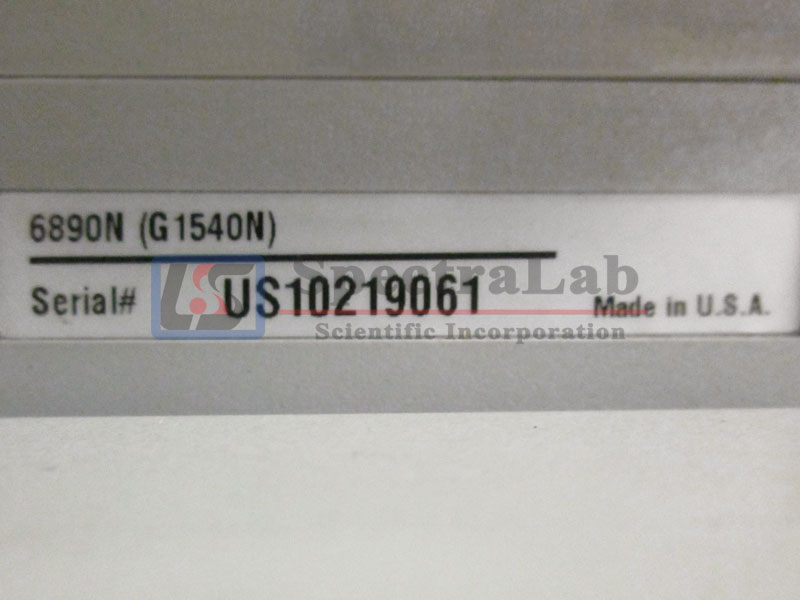 6890N (G1540N)
SpectraLab
Serial# US10219061 Made in U.S.A.
Scientific Incorporation